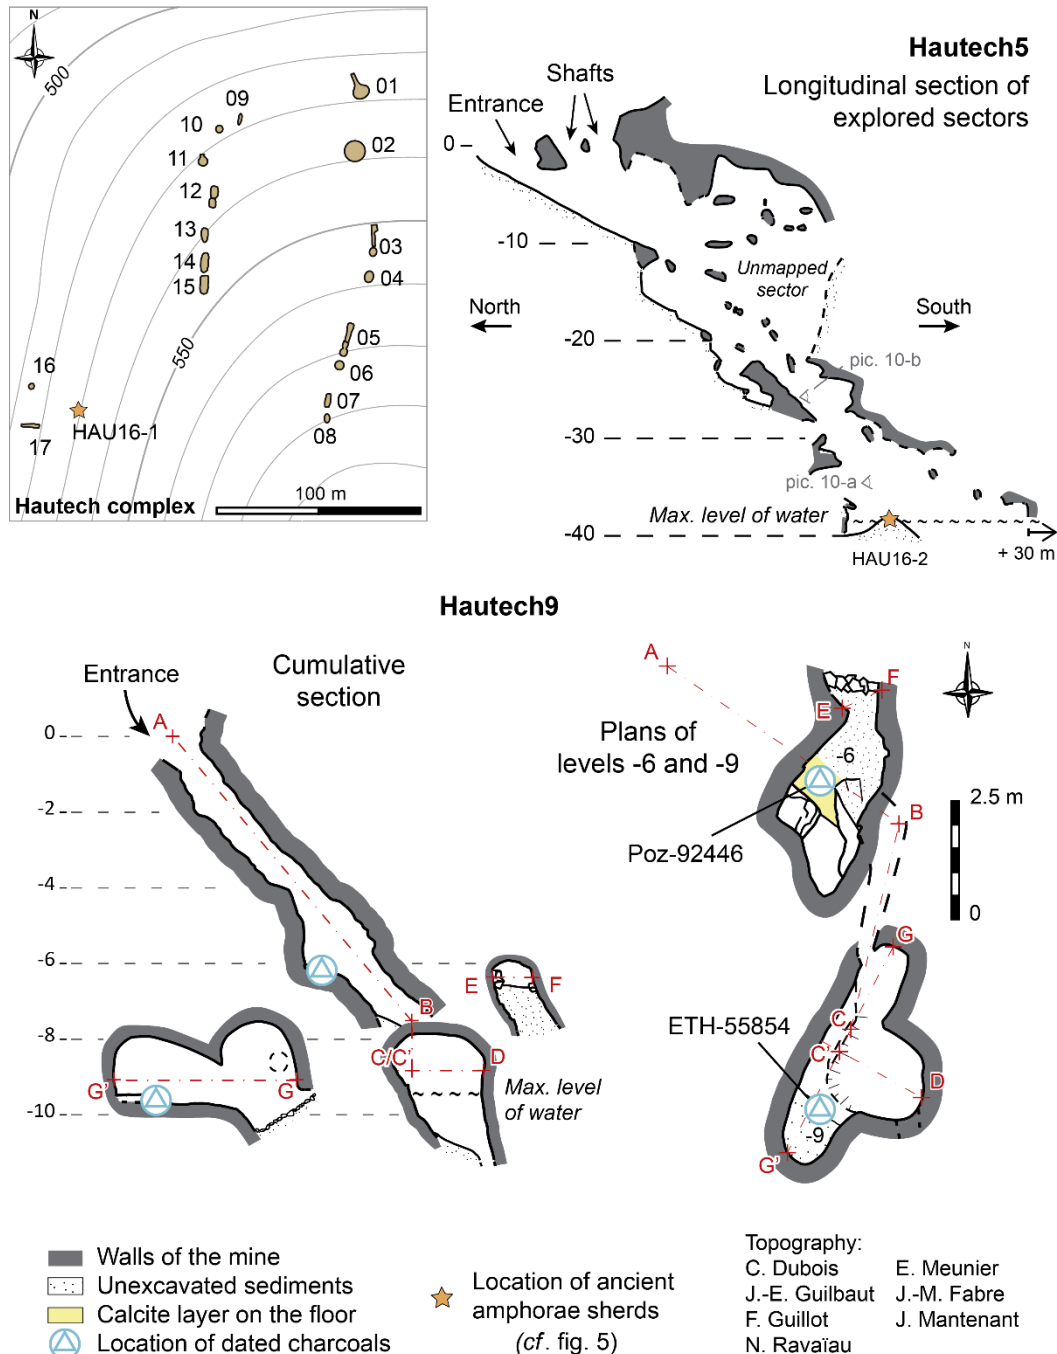 N
500
550
01
02
03
04
05
06
07
08
09
10
11
12
13
14
15
16
17
HAU16-1
Hautech complex
100 m
Hautech5
Longitudinal section of
explored sectors
Shafts
Entrance
0
-10
-20
-30
-40
North
South
Unmapped
sector
pic. 10-b
pic. 10-a
Max. level of water
HAU16-2
+ 30 m
Hautech9
Entrance
Cumulative
section
A
0
-2
-4
-6
-8
-10
B
C/C'
D
E
F
G'
G
Max. level
of water
Plans of
levels -6 and -9
N
A
E
F
-6
B
Poz-92446
2.5 m
0
G
ETH-55854
C
C'
D
-9
G'
Walls of the mine
Unexcavated sediments
Calcite layer on the floor
Location of dated charcoals
Location of ancient
amphorae sherds
(cf. fig. 5)
Topography:
C. Dubois E. Meunier
J.-E. Guilbaut J.-M. Fabre
F. Guillot J. Mantenant
N. Ravaïau